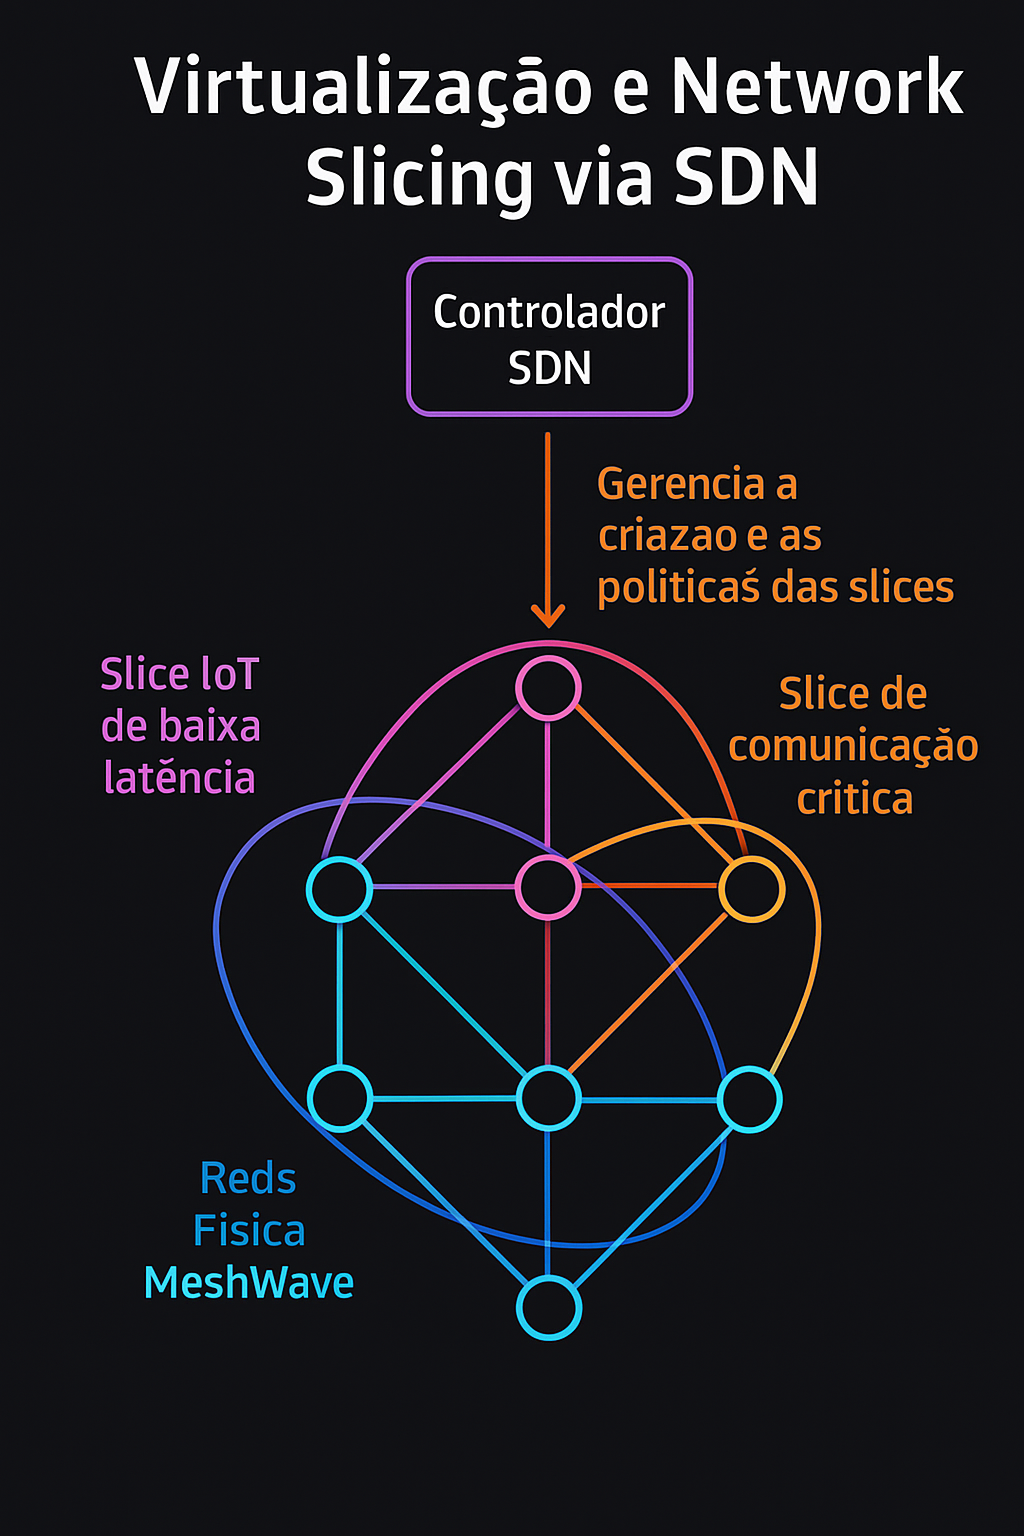 Virtualização e Network
Slicing via SDN
Controlador
SDN
Gerencia a
criazao e as
politicaś das slices
Slice loT
de baixa
latĕncia
Slice de
comunicaçăo
critica
Reds
Fisica
MeshWave